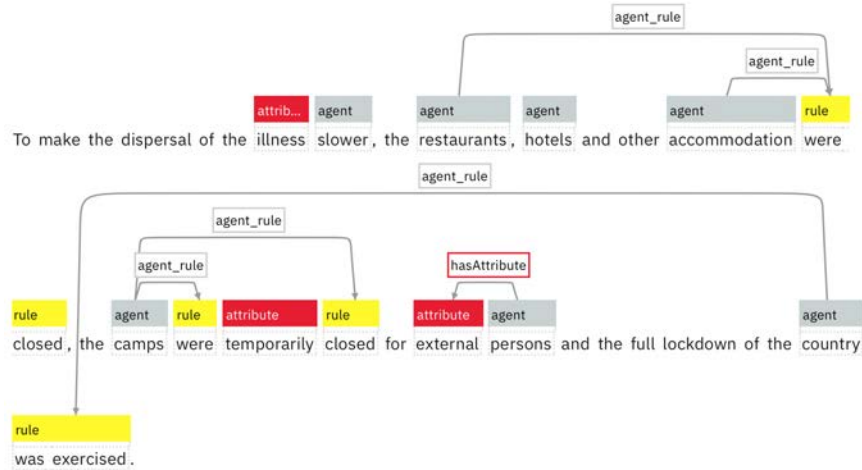 agent_rule
agent_rule
attrib... agent agent agent agent rule
To make the dispersal of the illness slower, the restaurants, hotels and other accommodation were
agent_rule
agent_rule
agent_rule hasAttribute
rule agent rule attribute rule attribute agent agent
closed, the camps were temporarily closed for external persons and the full lockdown of the country
rule
was exercised.